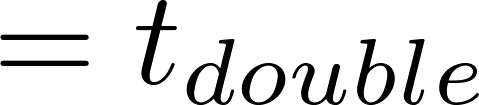 = t_{double}